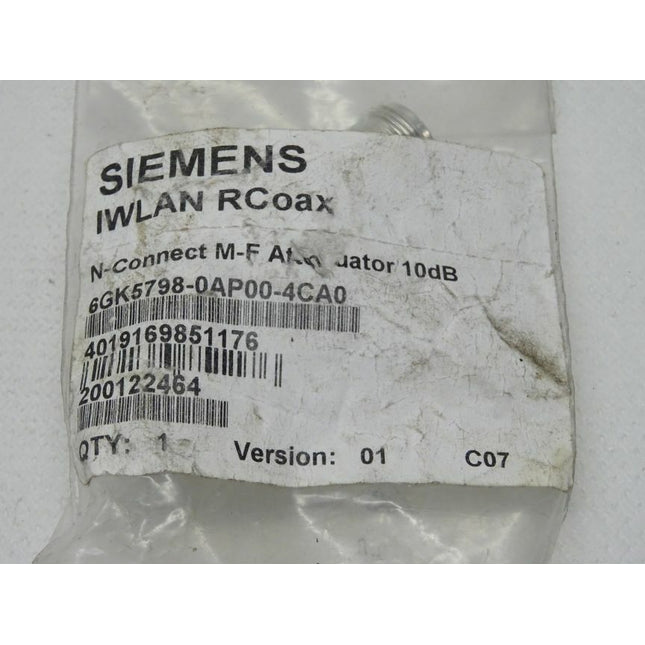 SIEMENS
IWLAN RCoax
N-Connect M-F 10dB
6GK5798-0AP00-4CA0
4019169851176
200122464
QTY: 1 Version: 01 C07